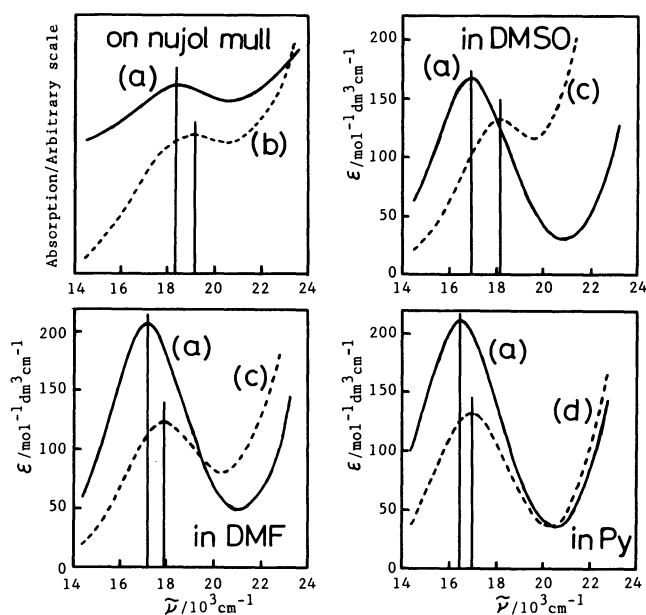 on nujol mull
(a)
(b)
Absorption/Arbitrary scale
14 16 18 20 22 24
in DMSO
(a)
(c)
ε/mol⁻¹dm³cm⁻¹
200
150
100
50
0
14 16 18 20 22 24
(a)
(c)
in DMF
ε/mol⁻¹dm³cm⁻¹
200
150
100
50
0
14 16 18 20 22 24
ν̃/10³cm⁻¹
(a)
(d)
in Py
ε/mol⁻¹dm³cm⁻¹
200
150
100
50
0
14 16 18 20 22 24
ν̃/10³cm⁻¹